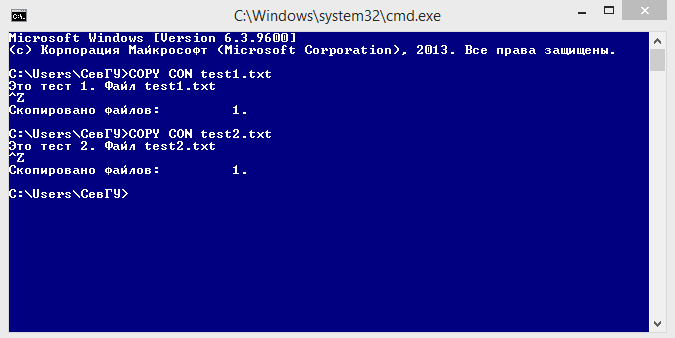 C:\Windows\system32\cmd.exe
Microsoft Windows [Version 6.3.9600]
(c) Корпорация Майкрософт (Microsoft Corporation), 2013. Все права защищены.
C:\Users\СевГУ>COPY CON test1.txt
Это тест 1. Файл test1.txt
^Z
Скопировано файлов:         1.
C:\Users\СевГУ>COPY CON test2.txt
Это тест 2. Файл test2.txt
^Z
Скопировано файлов:         1.
C:\Users\СевГУ>